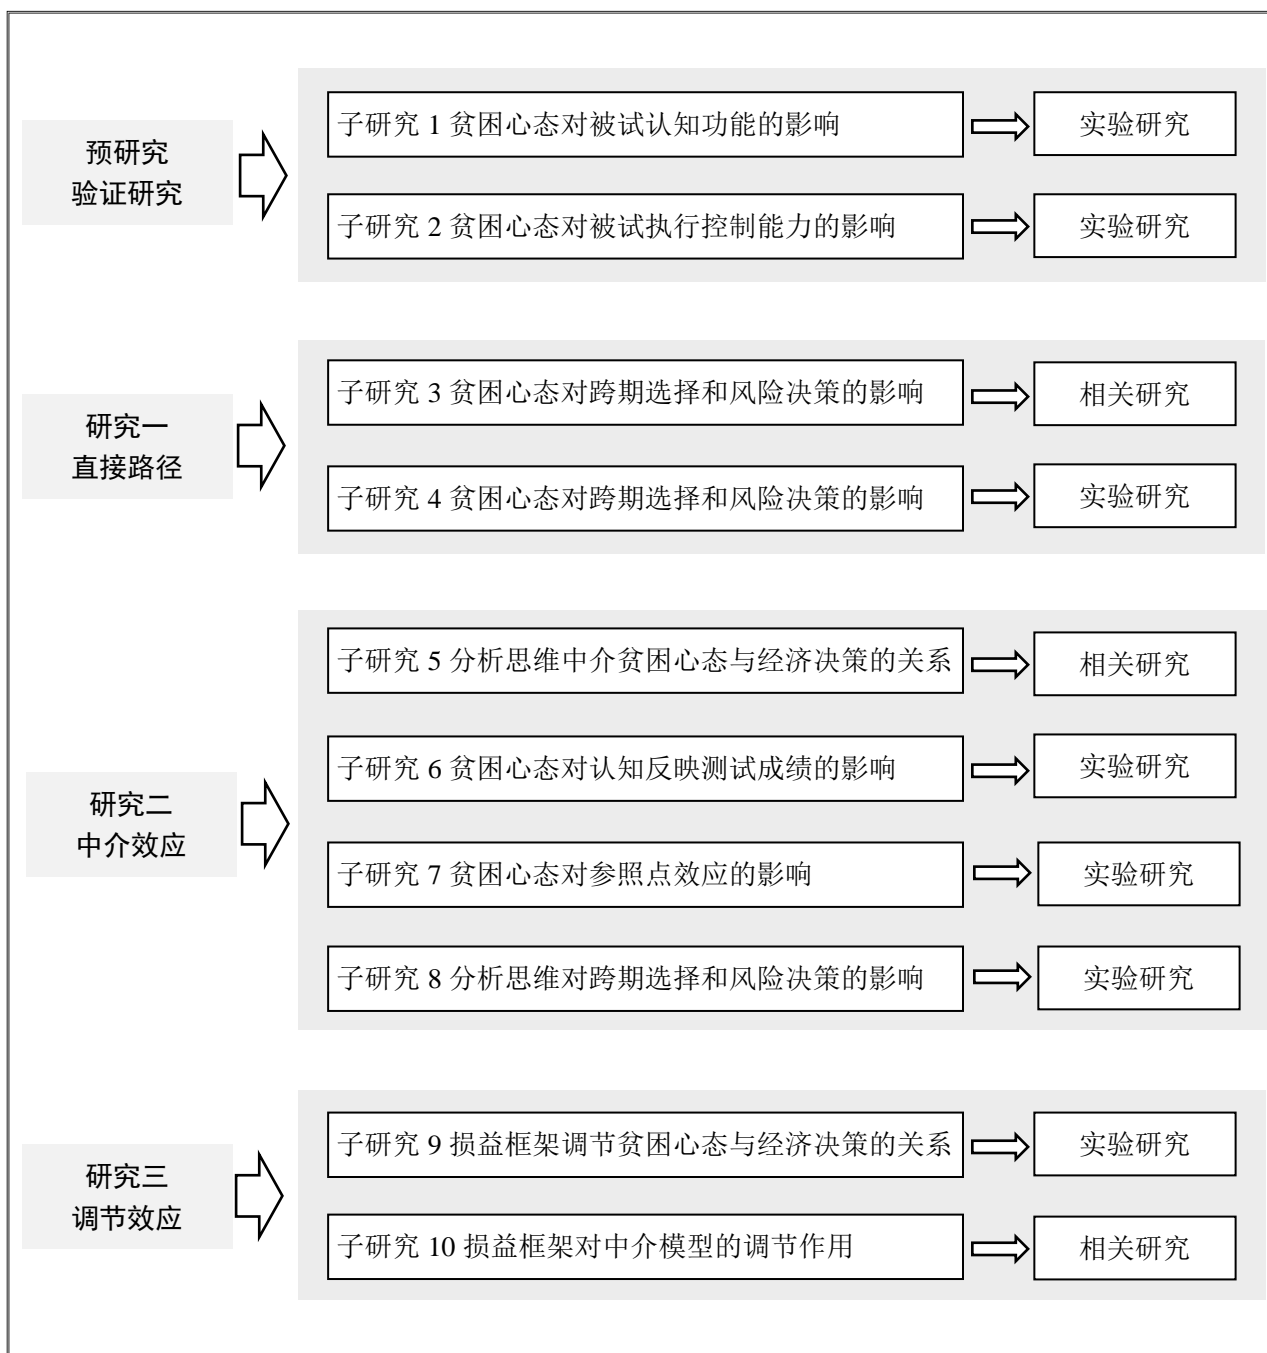 预研究
验证研究
子研究 1 贫困心态对被试认知功能的影响
实验研究
子研究 2 贫困心态对被试执行控制能力的影响
实验研究
研究一
直接路径
子研究 3 贫困心态对跨期选择和风险决策的影响
相关研究
子研究 4 贫困心态对跨期选择和风险决策的影响
实验研究
研究二
中介效应
子研究 5 分析思维中介贫困心态与经济决策的关系
相关研究
子研究 6 贫困心态对认知反映测试成绩的影响
实验研究
子研究 7 贫困心态对参照点效应的影响
实验研究
子研究 8 分析思维对跨期选择和风险决策的影响
实验研究
研究三
调节效应
子研究 9 损益框架调节贫困心态与经济决策的关系
实验研究
子研究 10 损益框架对中介模型的调节作用
相关研究